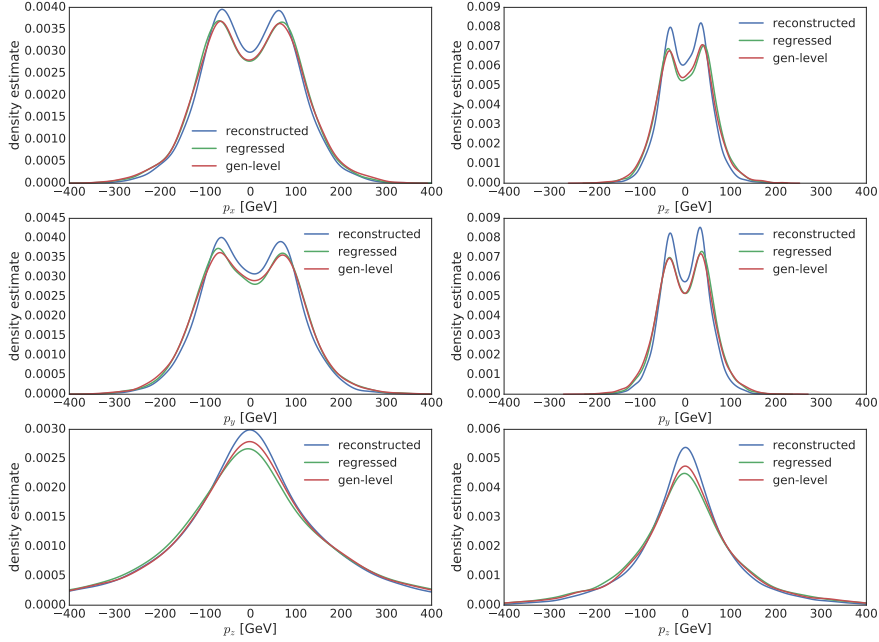 density estimate
0.0040
0.0035
0.0030
0.0025
0.0020
0.0015
0.0010
0.0005
0.0000
reconstructed
regressed
gen-level
−400 −300 −200 −100 0 100 200 300 400
p_x [GeV]
density estimate
0.009
0.008
0.007
0.006
0.005
0.004
0.003
0.002
0.001
0.000
reconstructed
regressed
gen-level
−400 −300 −200 −100 0 100 200 300 400
p_x [GeV]
density estimate
0.0045
0.0040
0.0035
0.0030
0.0025
0.0020
0.0015
0.0010
0.0005
0.0000
reconstructed
regressed
gen-level
−400 −300 −200 −100 0 100 200 300 400
p_y [GeV]
density estimate
0.009
0.008
0.007
0.006
0.005
0.004
0.003
0.002
0.001
0.000
reconstructed
regressed
gen-level
−400 −300 −200 −100 0 100 200 300 400
p_y [GeV]
density estimate
0.0030
0.0025
0.0020
0.0015
0.0010
0.0005
0.0000
reconstructed
regressed
gen-level
−400 −300 −200 −100 0 100 200 300 400
p_z [GeV]
density estimate
0.006
0.005
0.004
0.003
0.002
0.001
0.000
reconstructed
regressed
gen-level
−400 −300 −200 −100 0 100 200 300 400
p_z [GeV]